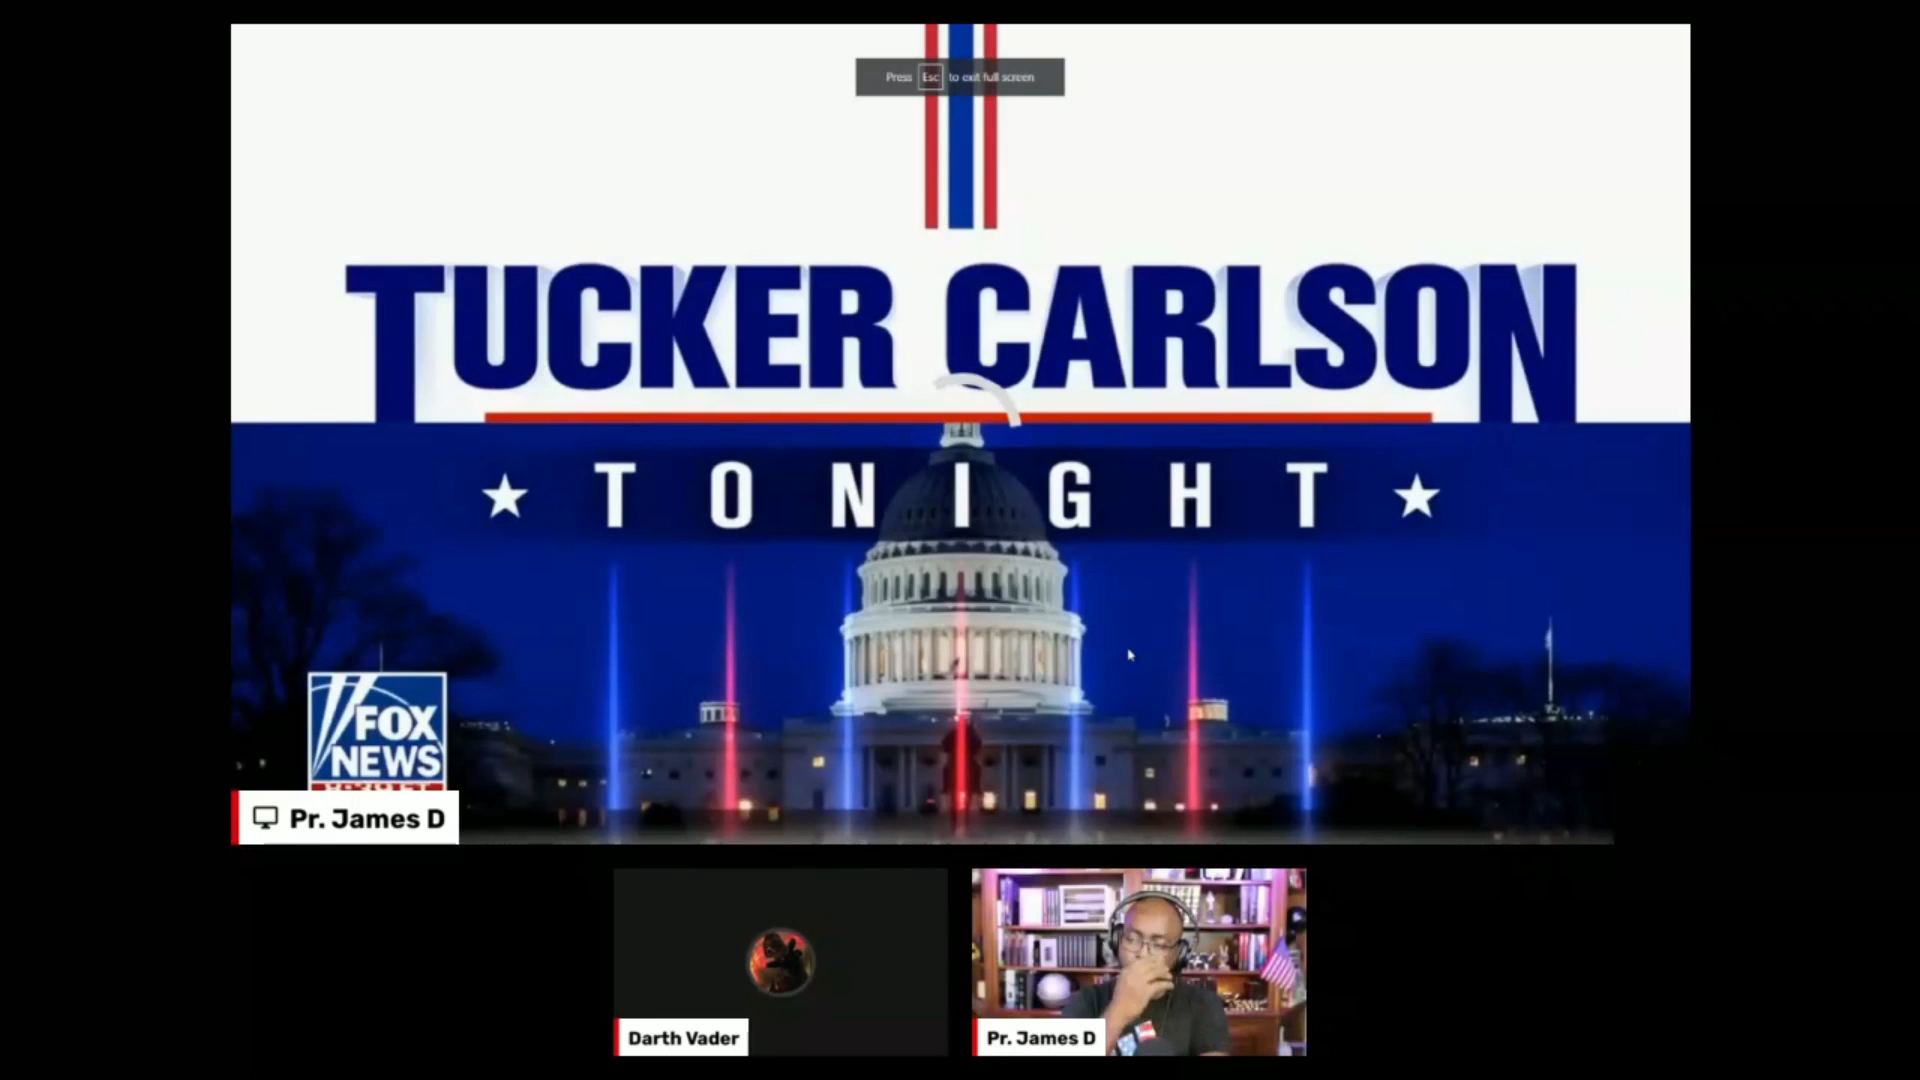 Press Esc to exit full screen
TUCKER CARLSON
★ TONIGHT ★
FOX
NEWS
Pr. James D
Darth Vader
Pr. James D